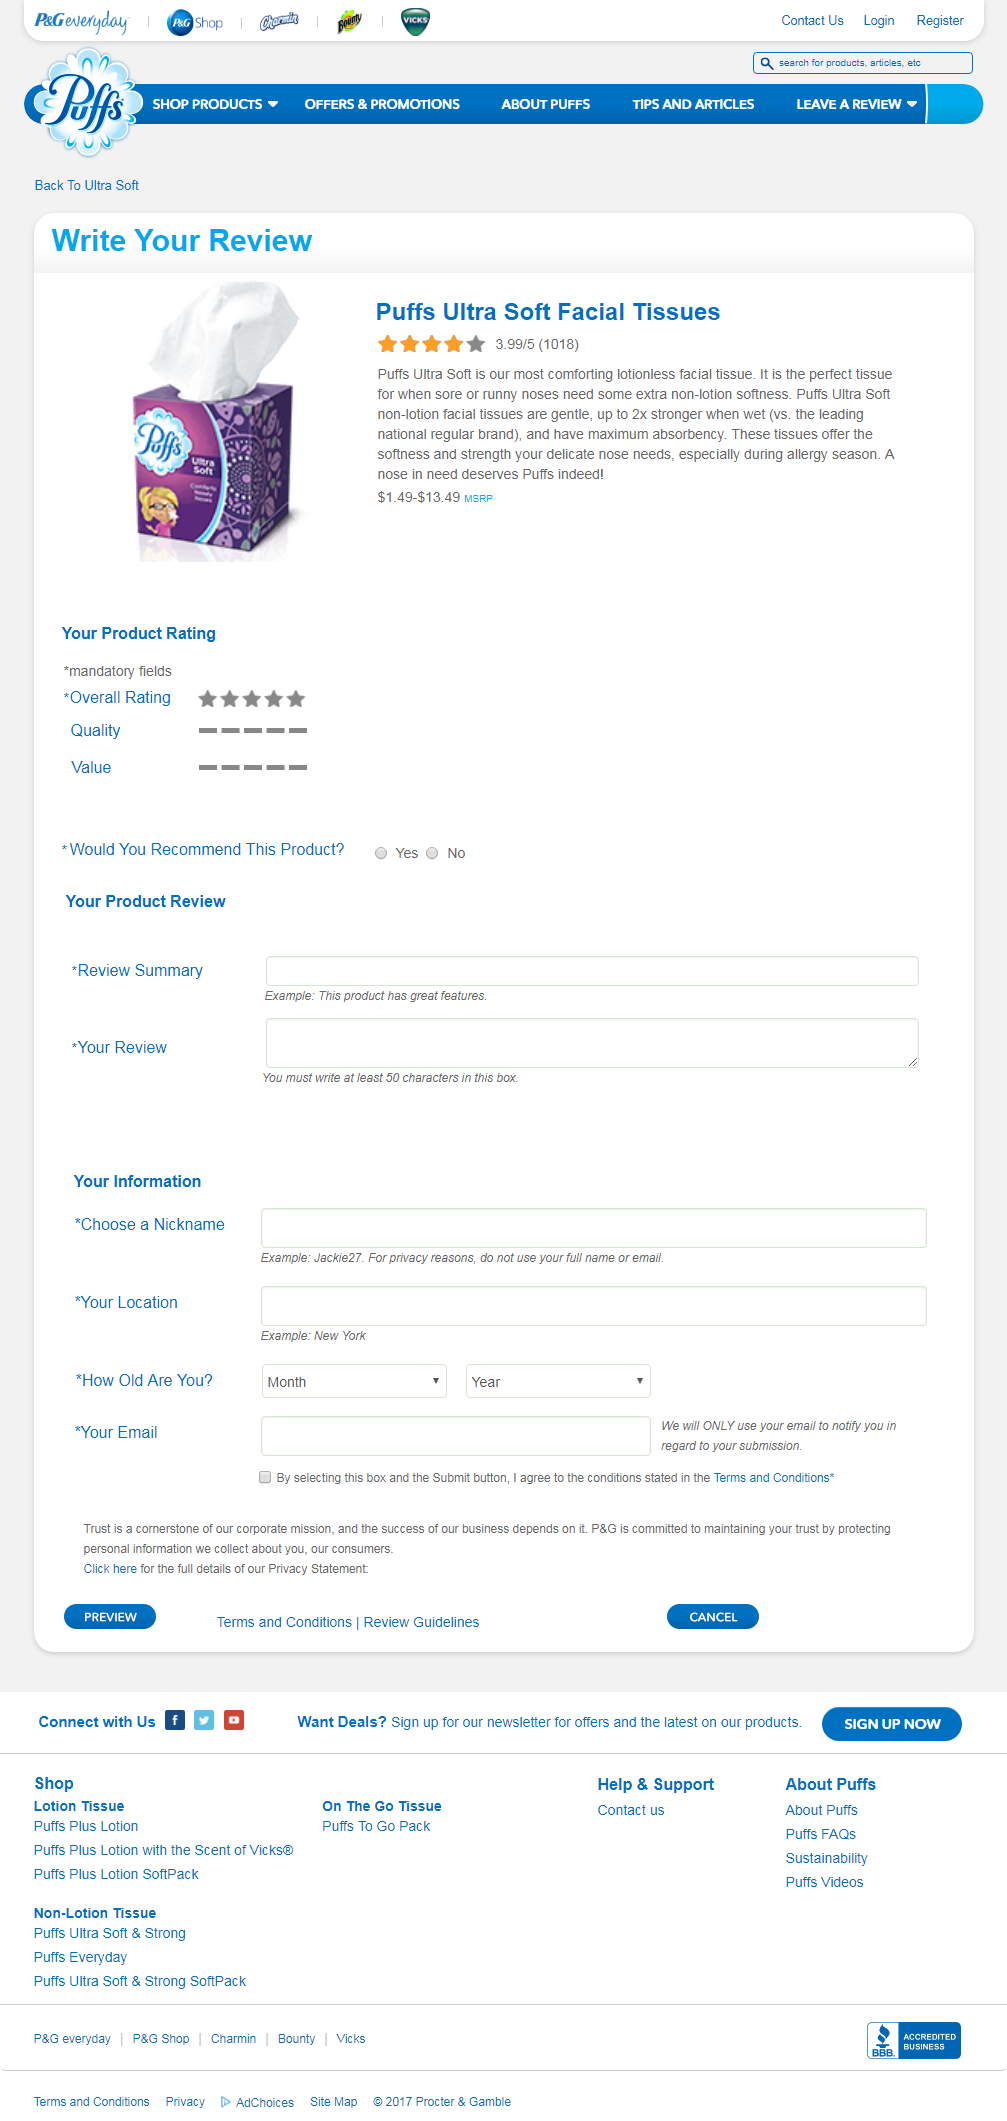 P&G everyday
P&G Shop
Charmin
Bounty
VICKS
Contact Us Login Register
search for products, articles, etc
Puffs
SHOP PRODUCTS OFFERS & PROMOTIONS ABOUT PUFFS TIPS AND ARTICLES LEAVE A REVIEW
Back To Ultra Soft
Write Your Review
Puffs
Ultra
Soft
Puffs Ultra Soft Facial Tissues
3.99/5 (1018)
Puffs Ultra Soft is our most comforting lotionless facial tissue. It is the perfect tissue
for when sore or runny noses need some extra non-lotion softness. Puffs Ultra Soft
non-lotion facial tissues are gentle, up to 2x stronger when wet (vs. the leading
national regular brand), and have maximum absorbency. These tissues offer the
softness and strength your delicate nose needs, especially during allergy season. A
nose in need deserves Puffs indeed!
$1.49-$13.49 MSRP
Your Product Rating
*mandatory fields
*Overall Rating
Quality
Value
* Would You Recommend This Product? Yes No
Your Product Review
*Review Summary
Example: This product has great features.
*Your Review
You must write at least 50 characters in this box.
Your Information
*Choose a Nickname
Example: Jackie27. For privacy reasons, do not use your full name or email.
*Your Location
Example: New York
*How Old Are You? Month Year
*Your Email
We will ONLY use your email to notify you in
regard to your submission.
By selecting this box and the Submit button, I agree to the conditions stated in the Terms and Conditions*
Trust is a cornerstone of our corporate mission, and the success of our business depends on it. P&G is committed to maintaining your trust by protecting
personal information we collect about you, our consumers.
Click here for the full details of our Privacy Statement:
PREVIEW Terms and Conditions | Review Guidelines CANCEL
Connect with Us Want Deals? Sign up for our newsletter for offers and the latest on our products. SIGN UP NOW
Shop
Lotion Tissue
Puffs Plus Lotion
Puffs Plus Lotion with the Scent of Vicks®
Puffs Plus Lotion SoftPack
Non-Lotion Tissue
Puffs Ultra Soft & Strong
Puffs Everyday
Puffs Ultra Soft & Strong SoftPack
On The Go Tissue
Puffs To Go Pack
Help & Support
Contact us
About Puffs
About Puffs
Puffs FAQs
Sustainability
Puffs Videos
P&G everyday | P&G Shop | Charmin | Bounty | Vicks
BBB.
ACCREDITED
BUSINESS
Terms and Conditions Privacy AdChoices Site Map © 2017 Procter & Gamble